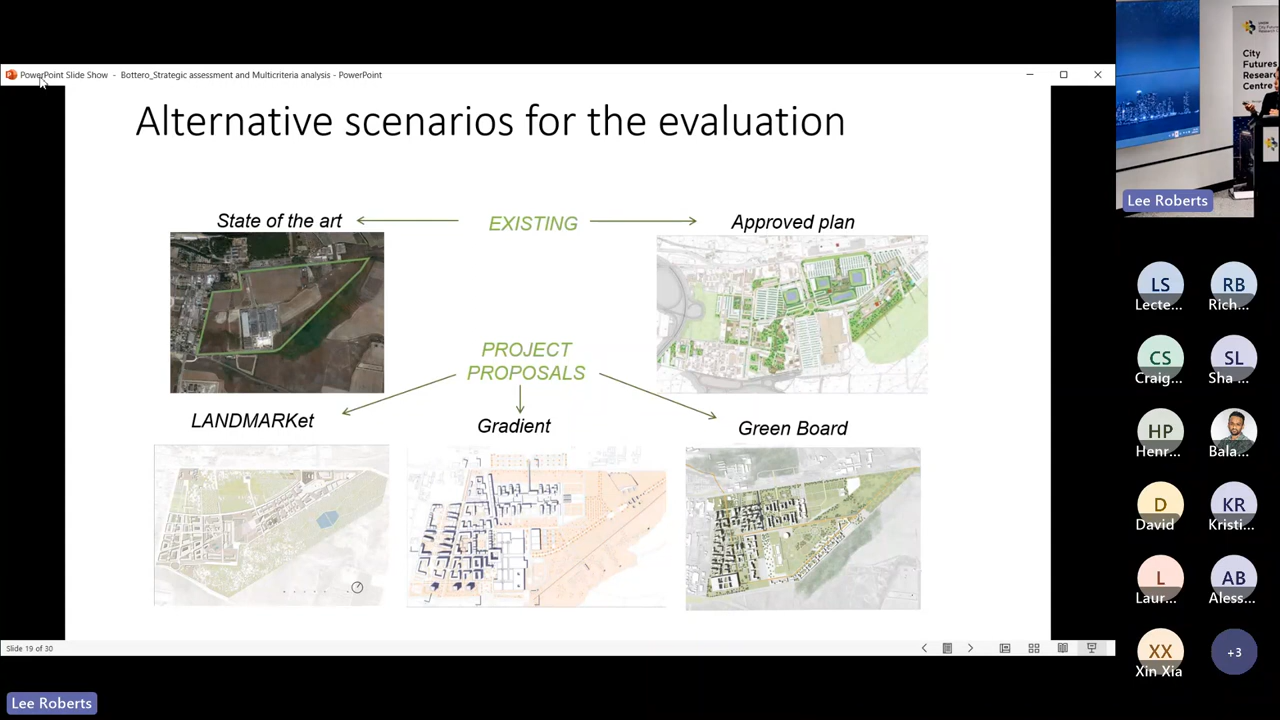 PowerPoint Slide Show - Bottero_Strategic assessment and Multicriteria analysis - PowerPoint
Alternative scenarios for the evaluation
State of the art
EXISTING
Approved plan
PROJECT
PROPOSALS
LANDMARKet
Gradient
Green Board
Slide 19 of 30
Lee Roberts
City
Futures
Centre
Lee Roberts
LS
Lecte...
RB
Rich...
CS
Craig...
SL
Sha ...
HP
Henr...
Bala...
D
David
KR
Kristi...
L
Laur...
AB
Aless...
XX
Xin Xia
+3